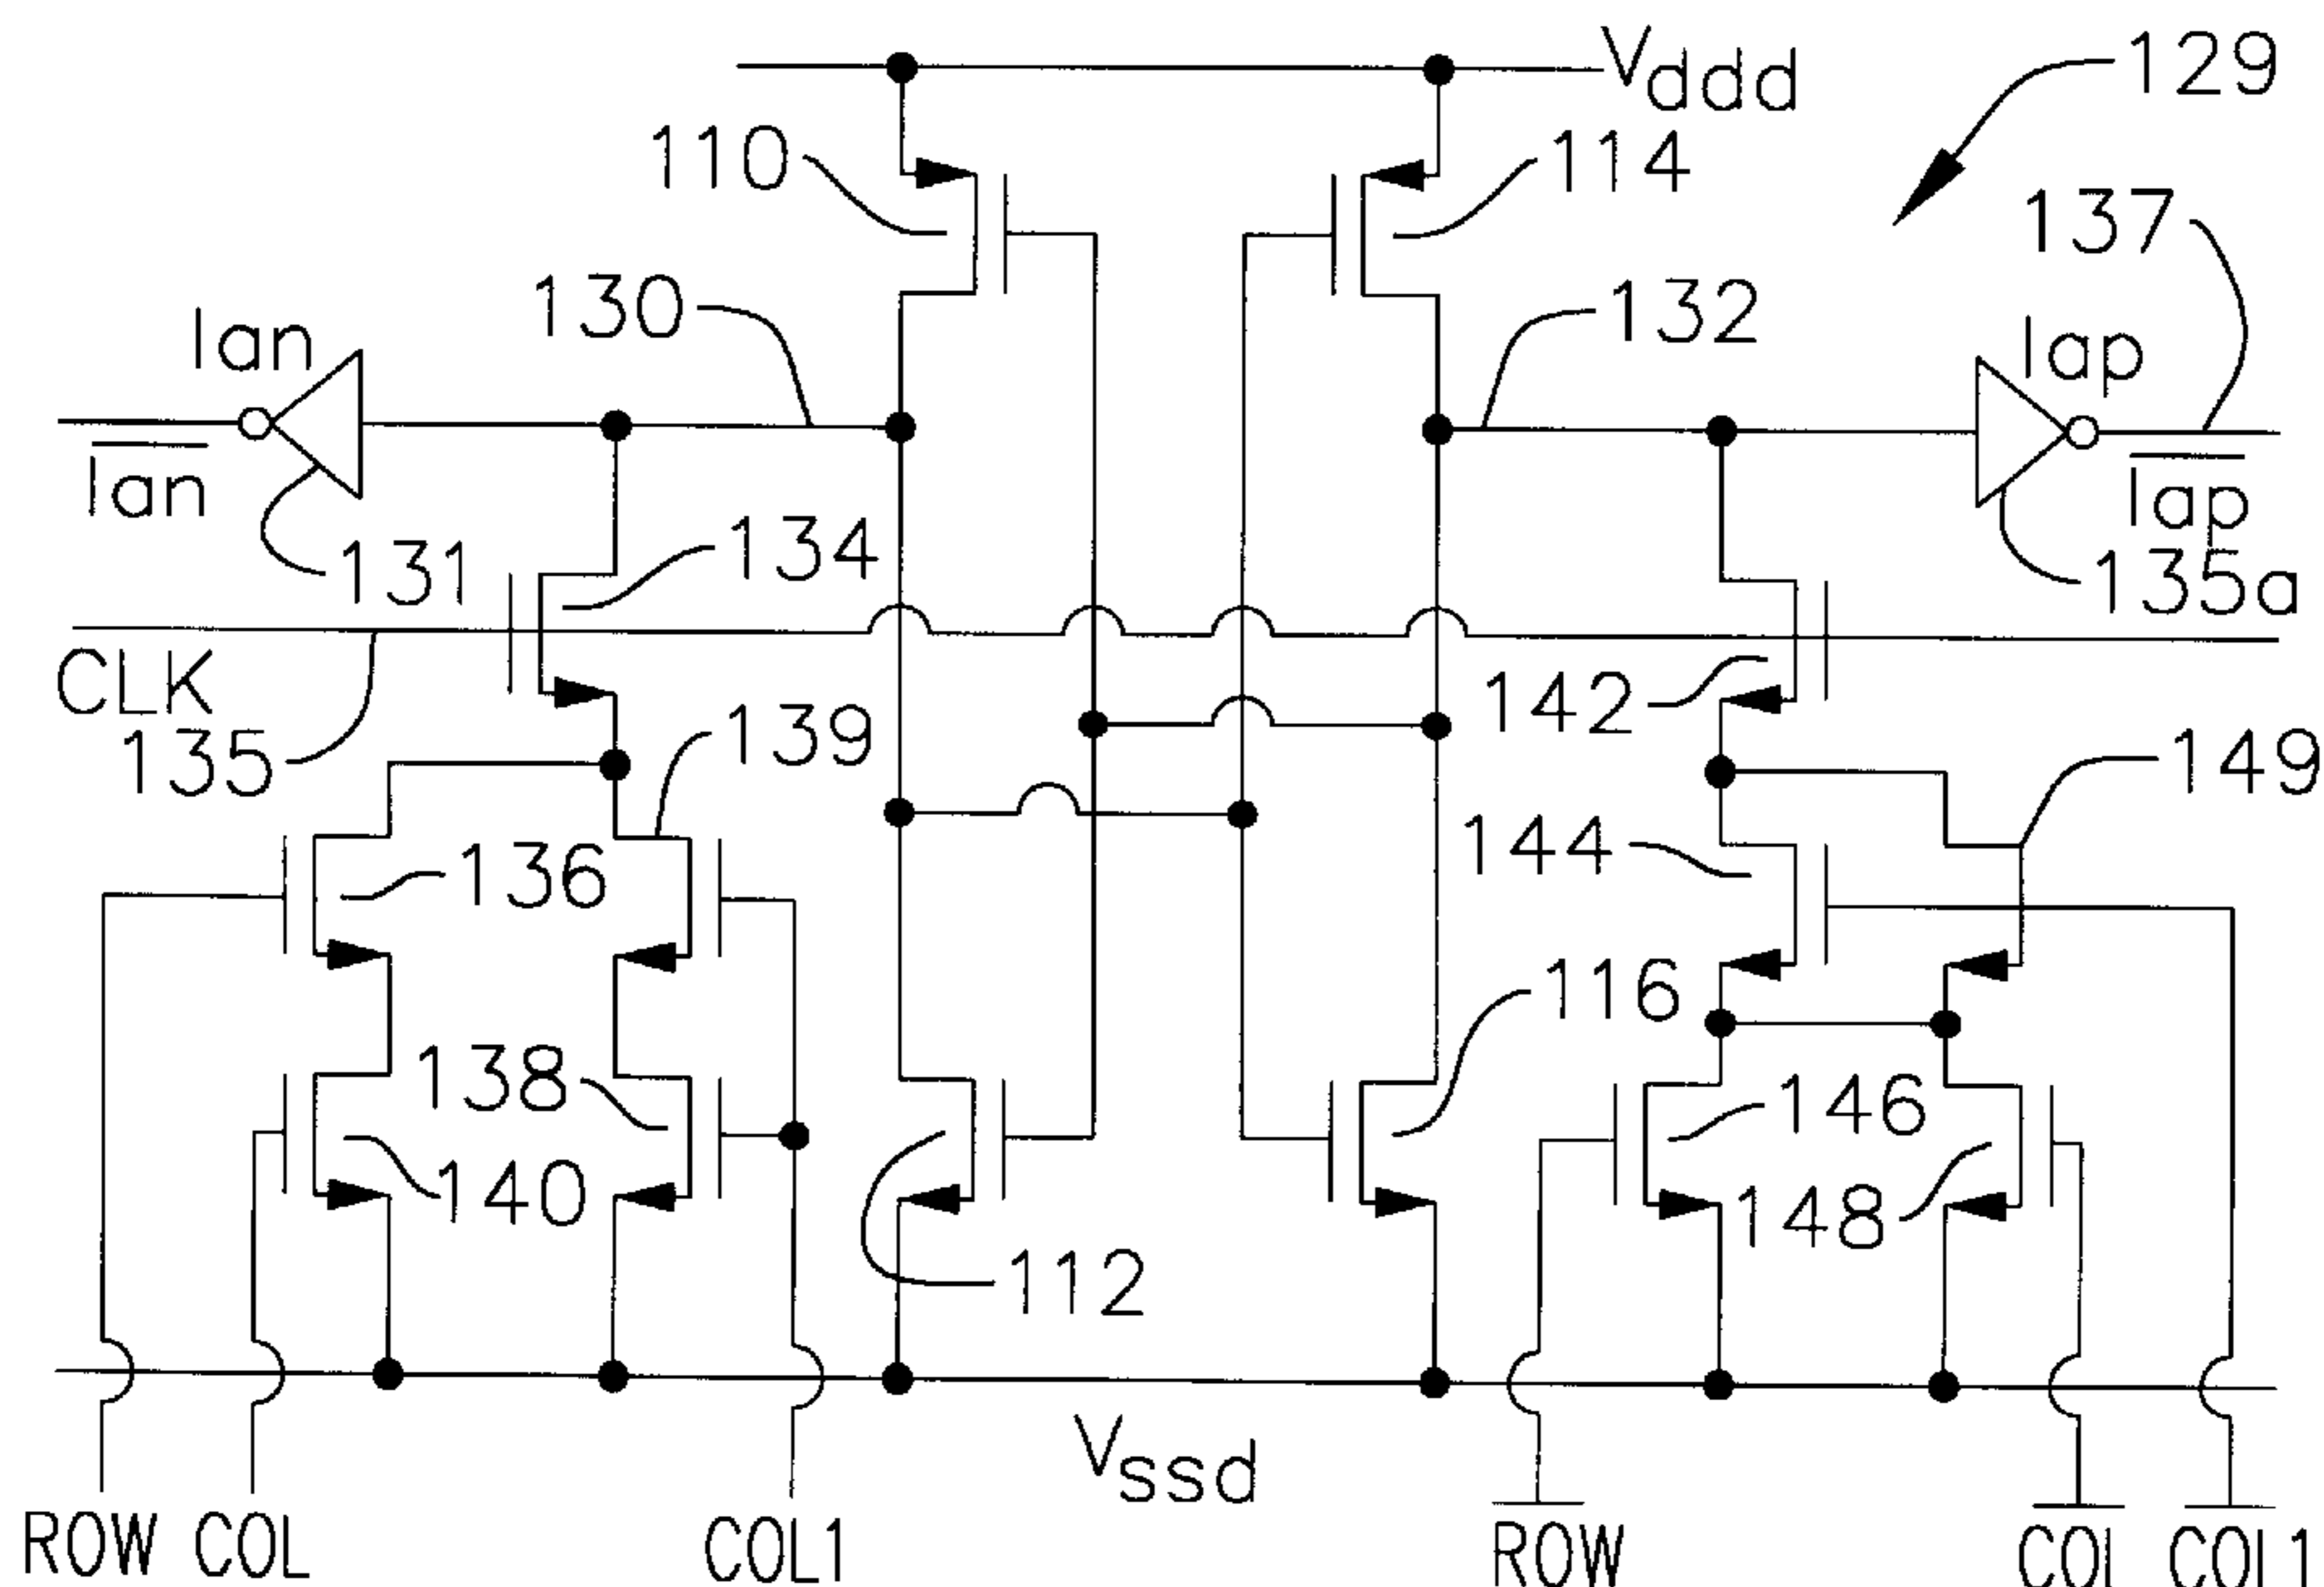 Vddd
129
110
114
137
130
132
Ian
Iap
Ian
Iap
131
134
135a
CLK
142
135
139
149
136
144
116
138
146
140
148
112
Vssd
ROW COL COL1 ROW COL COL1